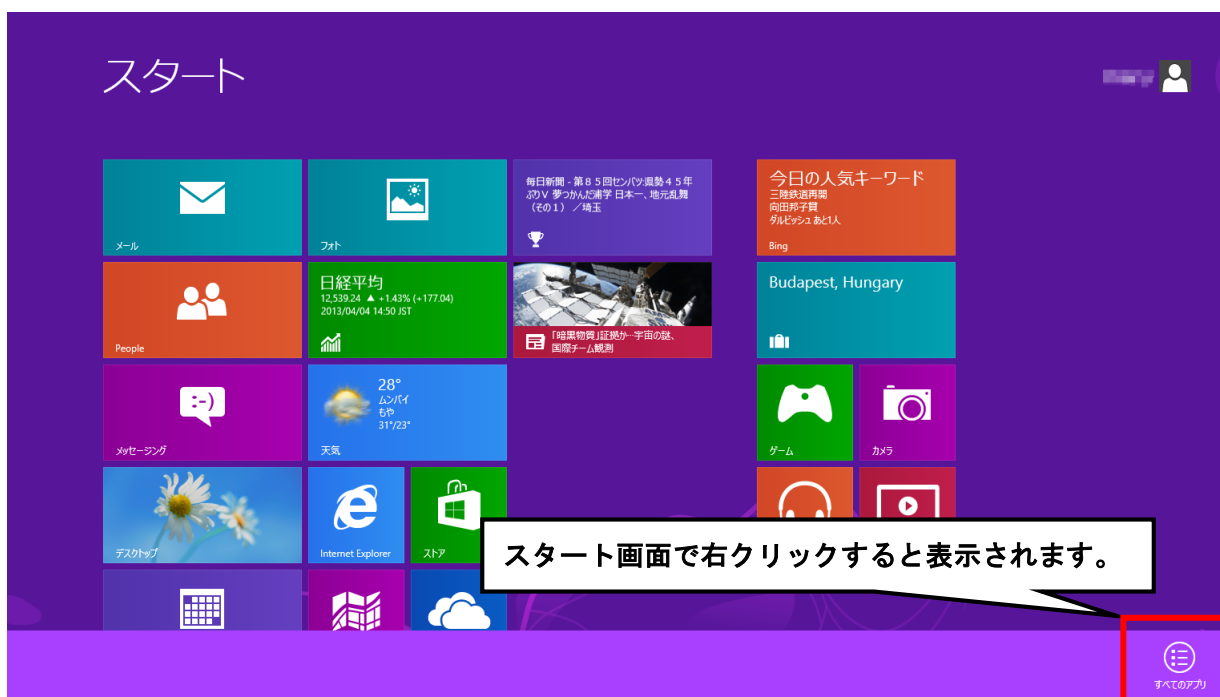 スタート
メール
フォト
毎日新聞 - 第８５回センバツ:県勢４５年
ぶりＶ 夢つかんだ浦学 日本一、地元乱舞
（その１） ／埼玉
今日の人気キーワード
三陸鉄道再開
向田邦子賞
ダルビッシュ あと1人
Bing
People
日経平均
12,539.24 ▲ +1.43% (+177.04)
2013/04/04 14:50 JST
「暗黒物質」証拠か…宇宙の謎、
国際チーム観測
Budapest, Hungary
メッセージング
28°
ムンバイ
もや
31°/23°
天気
ゲーム
カメラ
デスクトップ
Internet Explorer
ストア
スタート画面で右クリックすると表示されます。
すべてのアプリ